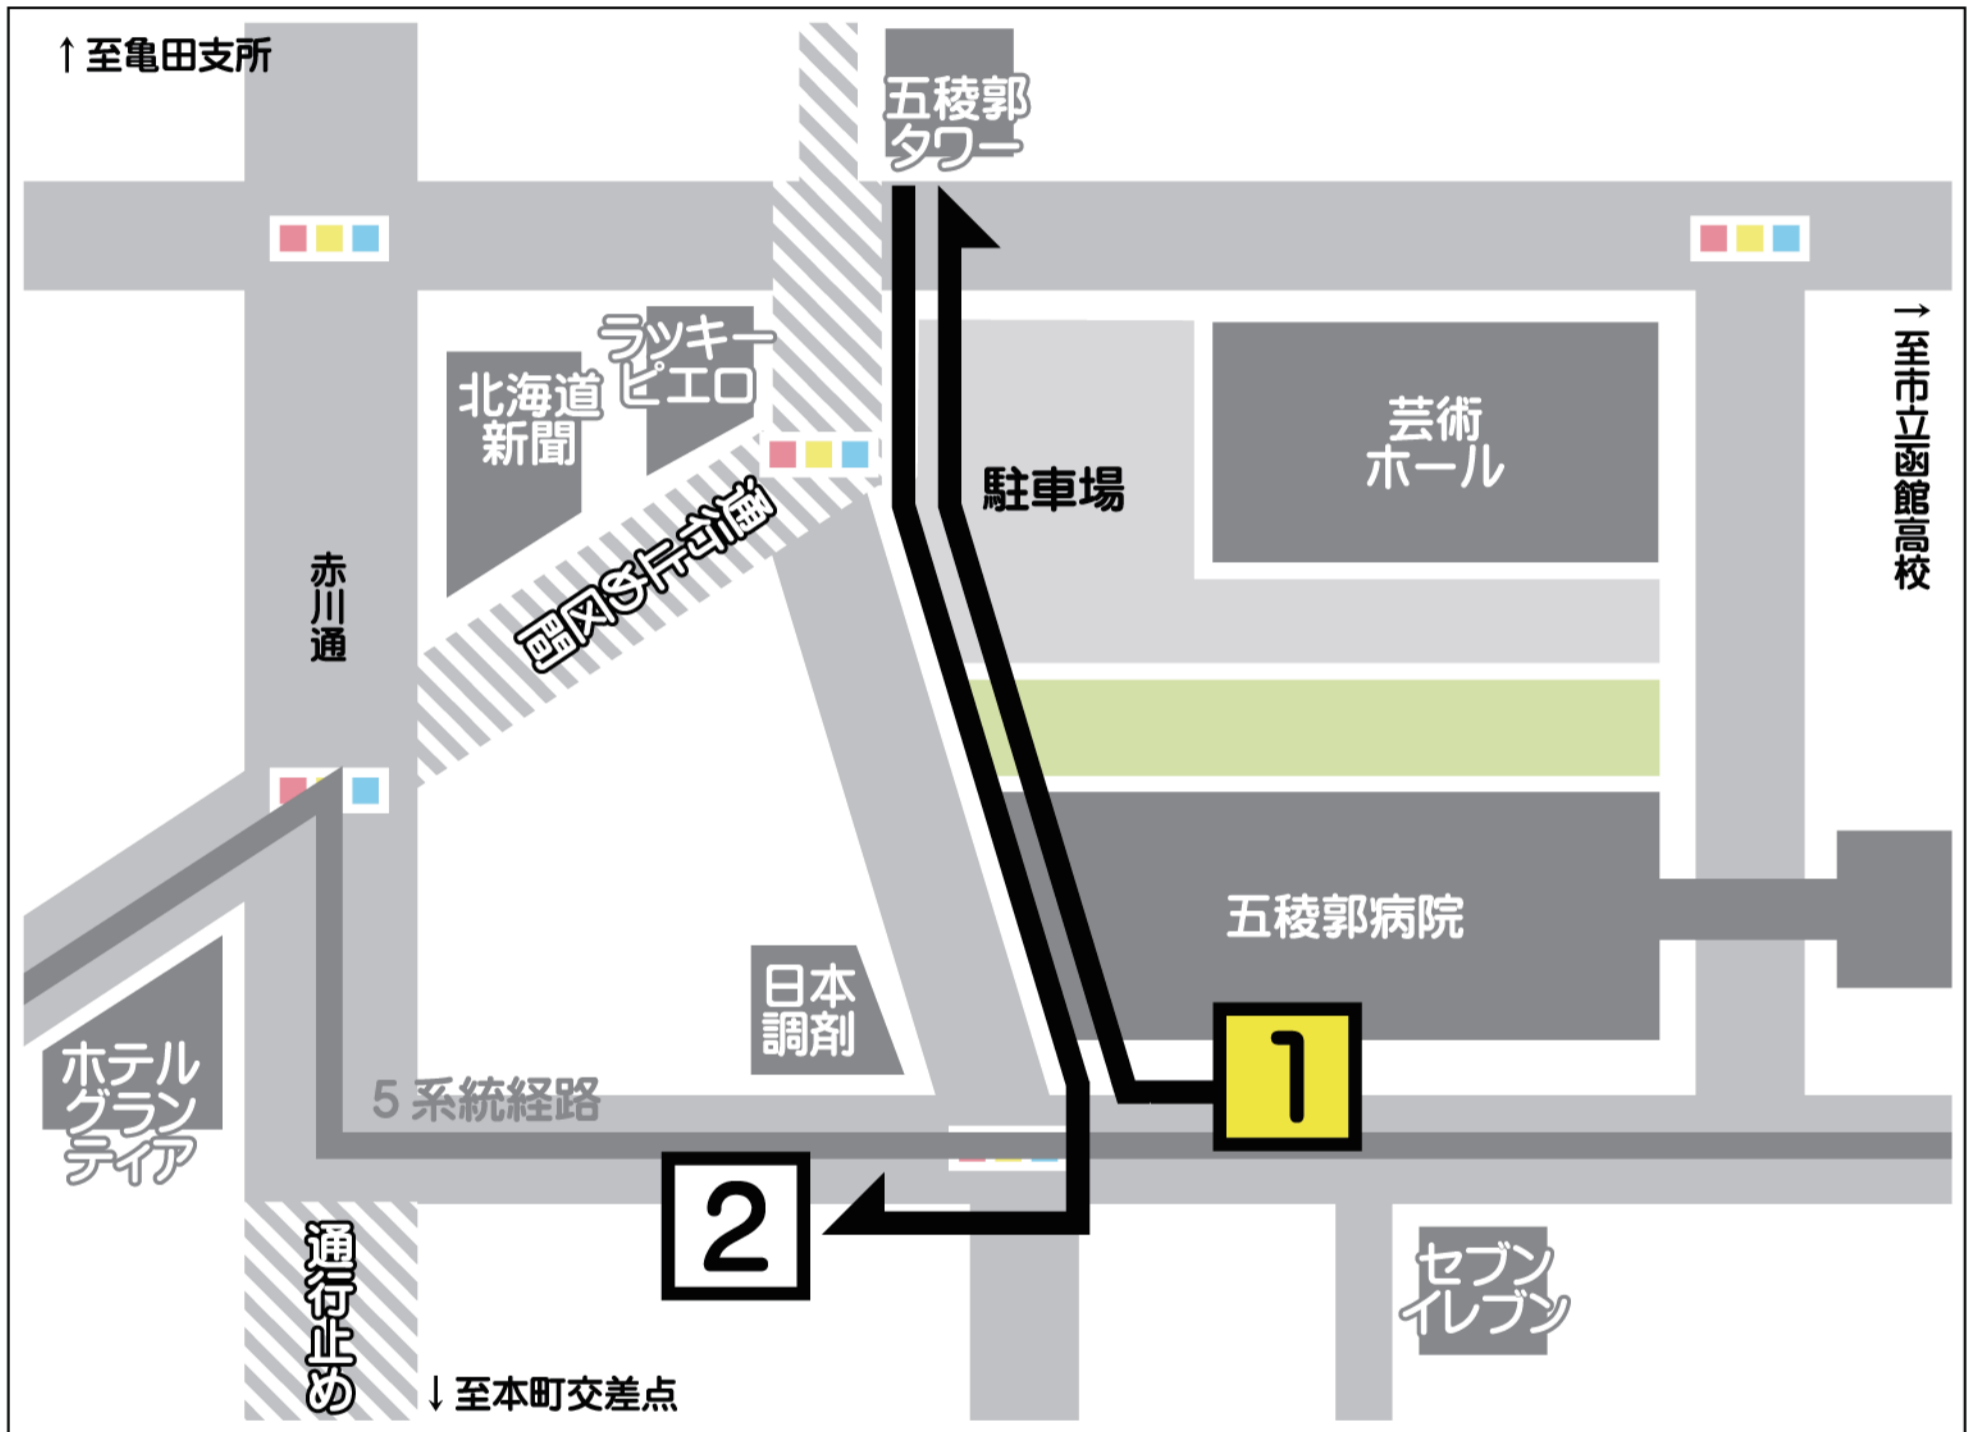 ↑至亀田支所
五稜郭
タワー
ラッキー
ピエロ
北海道
新聞
芸術
ホール
→至市立函館高校
駐車場
通行止め区間
赤川通
五稜郭病院
日本
調剤
ホテル
グラン
ティア
5系統経路
1
2
セブン
イレブン
通行止め
↓至本町交差点